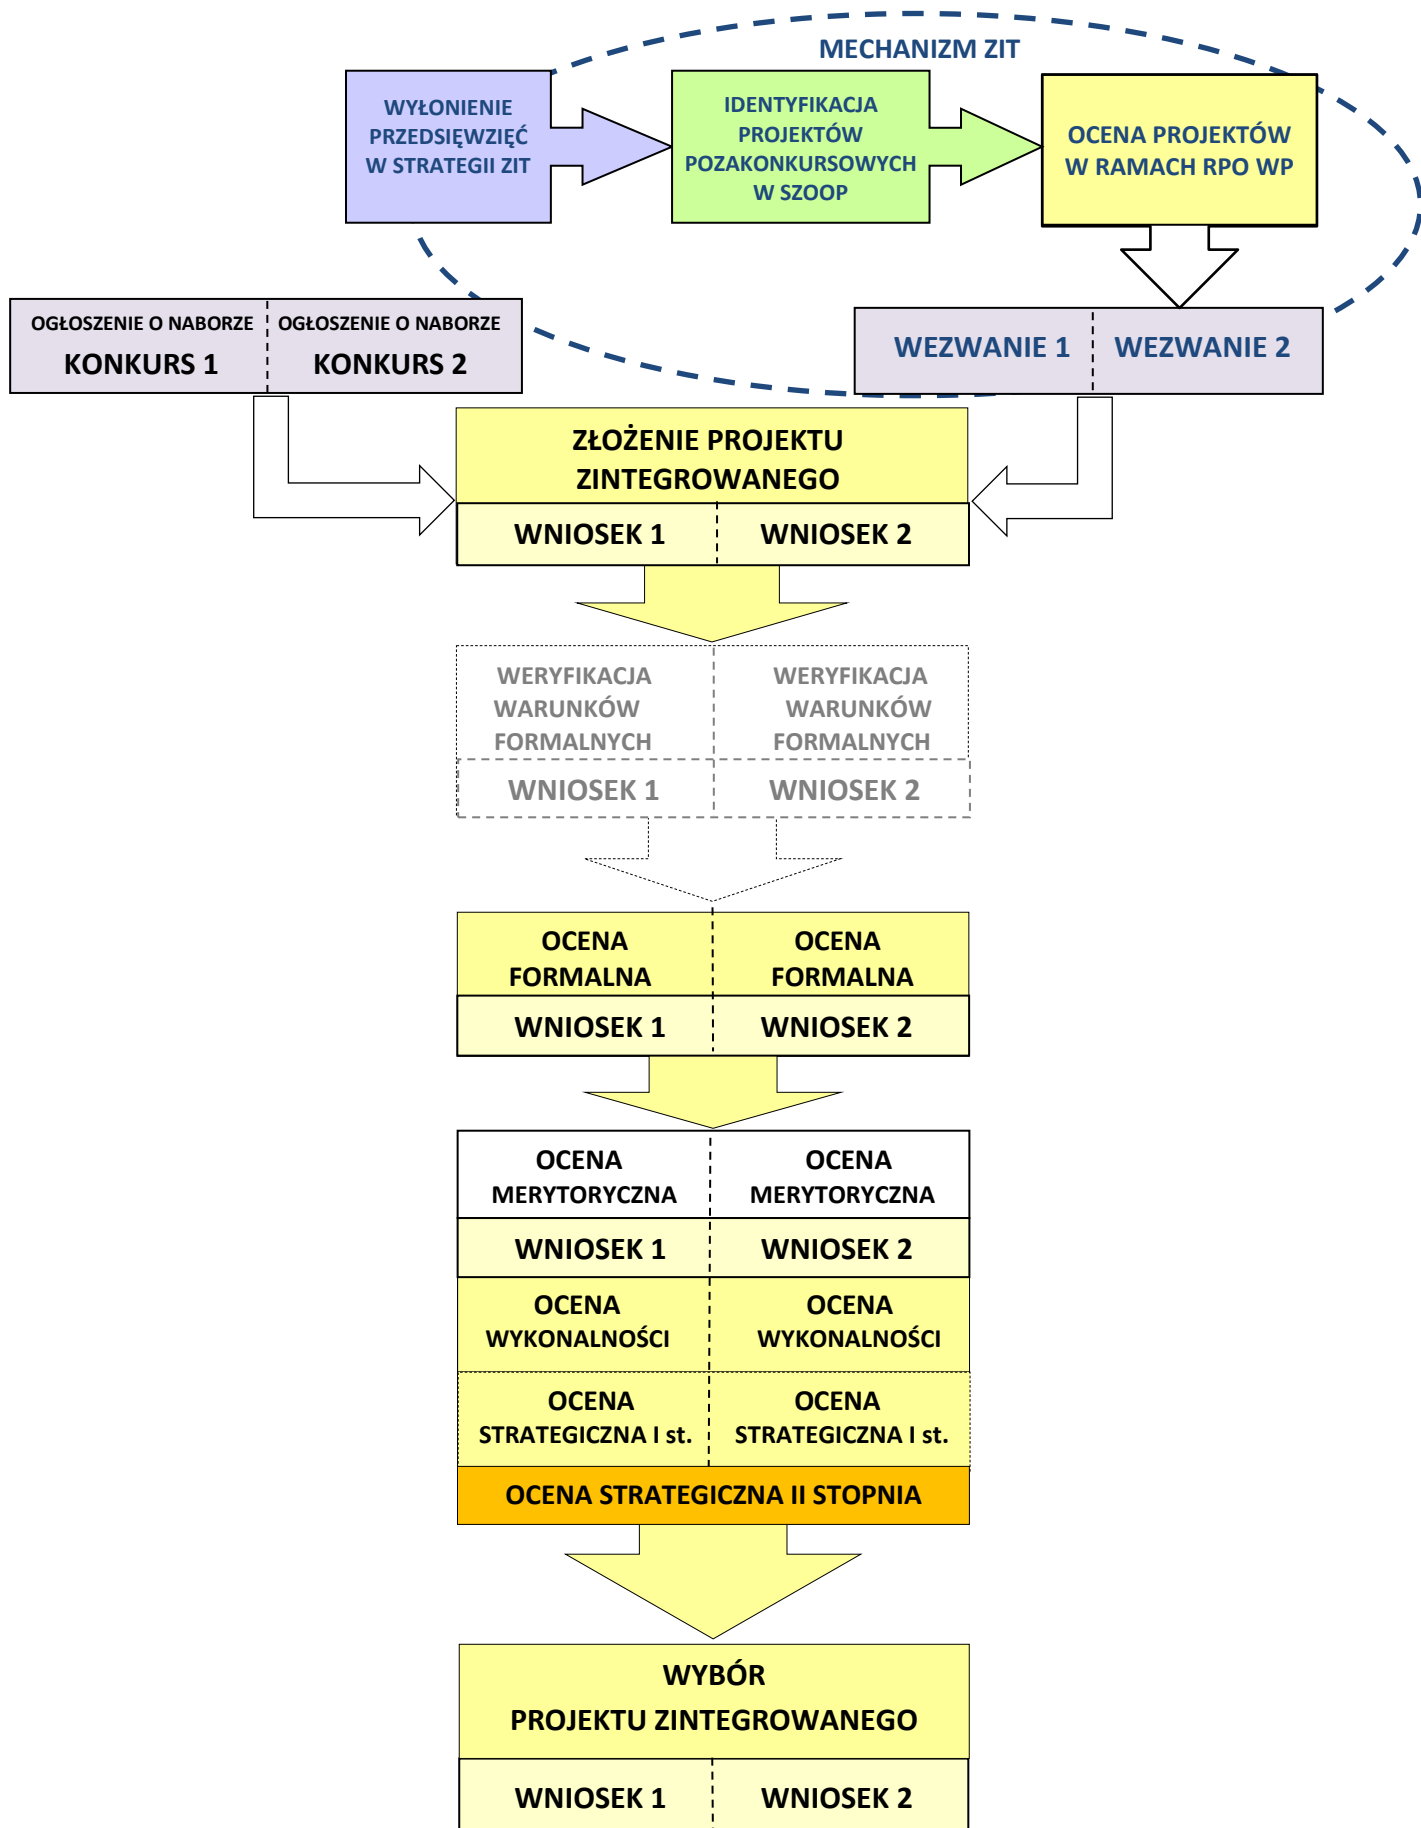 MECHANIZM ZIT
WYŁONIENIE
PRZEDSIĘWZIĘĆ
W STRATEGII ZIT
IDENTYFIKACJA
PROJEKTÓW
POZAKONKURSOWYCH
W SZOOP
OCENA PROJEKTÓW
W RAMACH RPO WP
OGŁOSZENIE O NABORZE
KONKURS 1
OGŁOSZENIE O NABORZE
KONKURS 2
WEZWANIE 1
WEZWANIE 2
ZŁOŻENIE PROJEKTU
ZINTEGROWANEGO
WNIOSEK 1
WNIOSEK 2
WERYFIKACJA
WARUNKÓW
FORMALNYCH
WNIOSEK 1
WERYFIKACJA
WARUNKÓW
FORMALNYCH
WNIOSEK 2
OCENA
FORMALNA
WNIOSEK 1
OCENA
FORMALNA
WNIOSEK 2
OCENA
MERYTORYCZNA
WNIOSEK 1
OCENA
MERYTORYCZNA
WNIOSEK 2
OCENA
WYKONALNOŚCI
OCENA
WYKONALNOŚCI
OCENA
STRATEGICZNA I st.
OCENA
STRATEGICZNA I st.
OCENA STRATEGICZNA II STOPNIA
WYBÓR
PROJEKTU ZINTEGROWANEGO
WNIOSEK 1
WNIOSEK 2